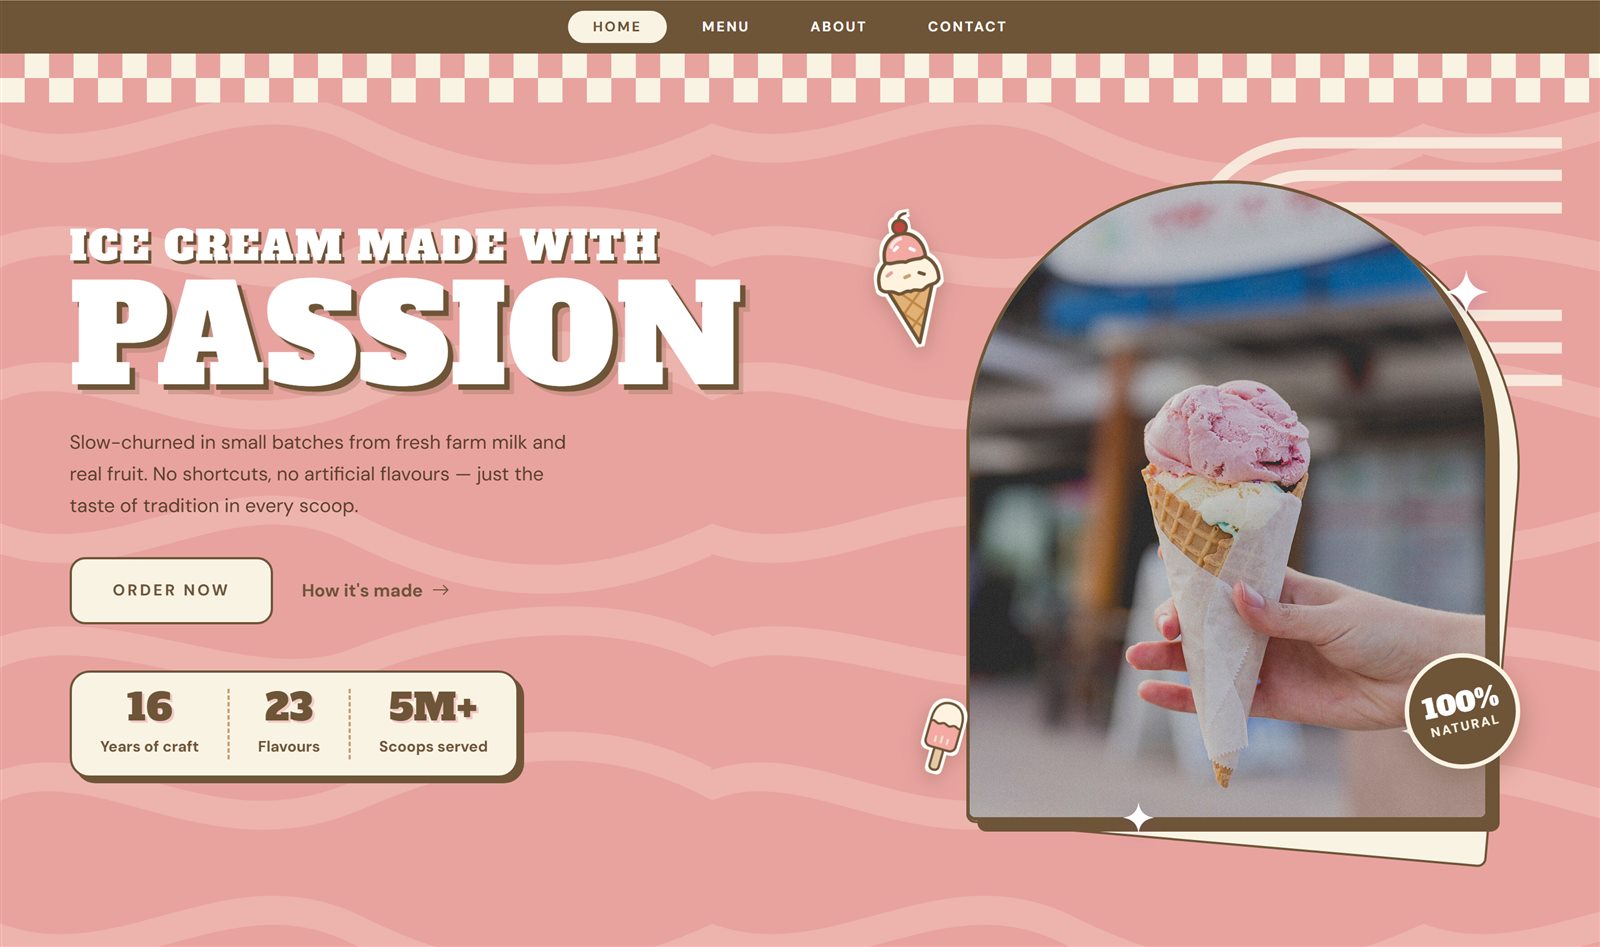 HOME
MENU
ABOUT
CONTACT
ICE CREAM MADE WITH
PASSION
Slow-churned in small batches from fresh farm milk and
real fruit. No shortcuts, no artificial flavours — just the
taste of tradition in every scoop.
ORDER NOW
How it's made →
16
Years of craft
23
Flavours
5M+
Scoops served
100%
NATURAL